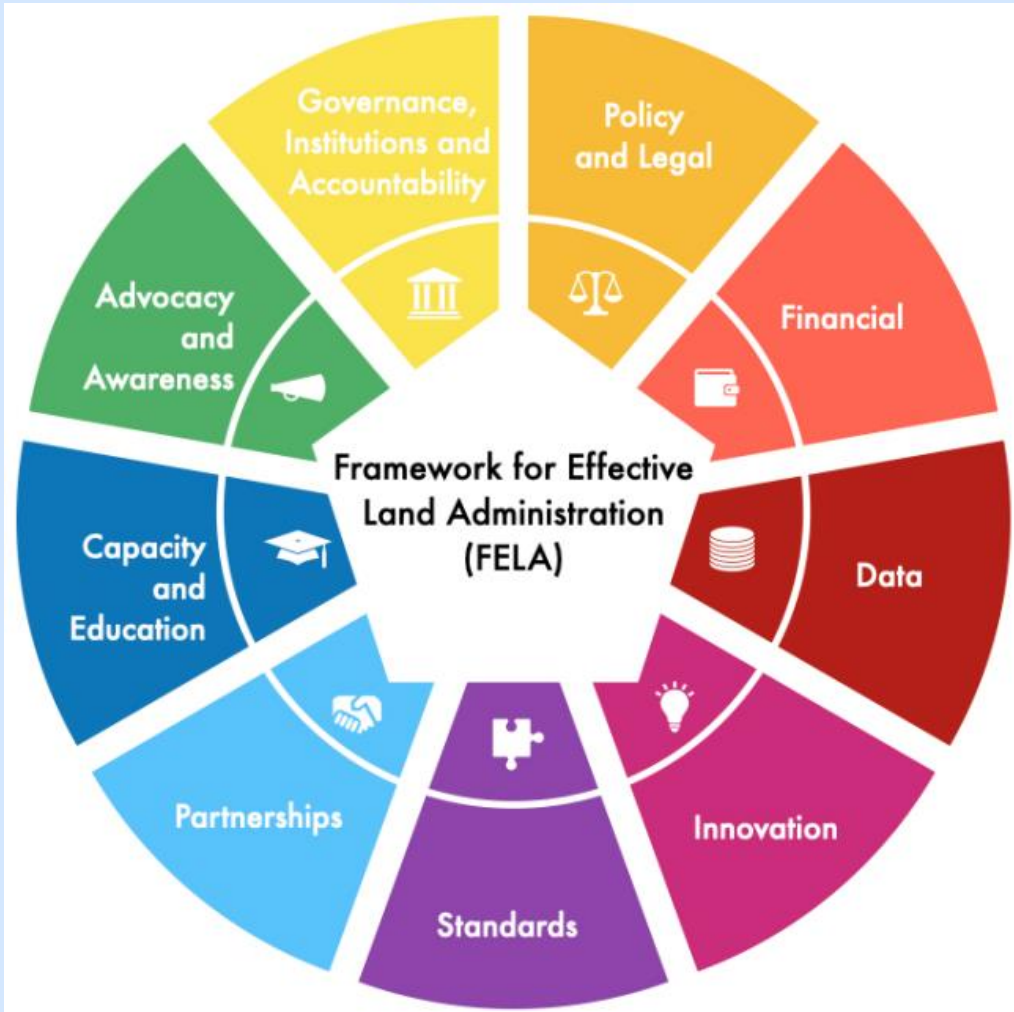 Governance,
Institutions and
Accountability
Policy
and Legal
Financial
Data
Innovation
Standards
Partnerships
Capacity
and
Education
Advocacy
and
Awareness
Framework for Effective
Land Administration
(FELA)